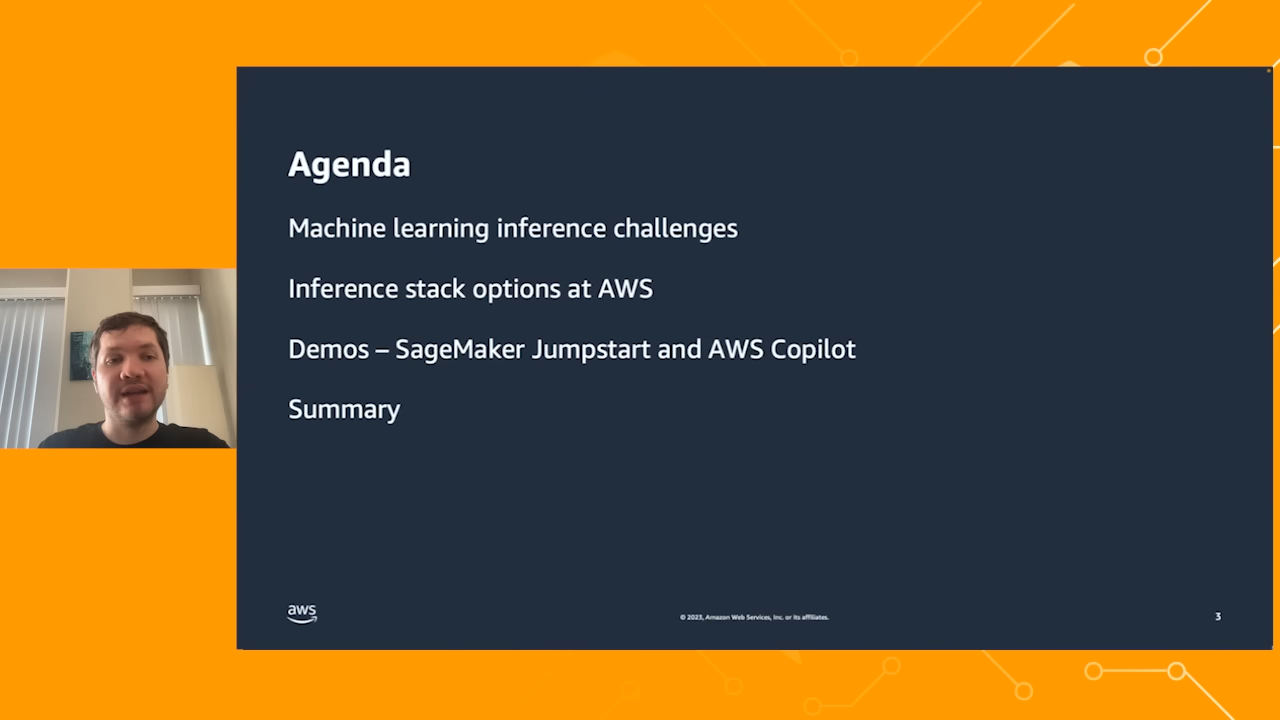 Agenda
Machine learning inference challenges
Inference stack options at AWS
Demos – SageMaker Jumpstart and AWS Copilot
Summary
aws
© 2023, Amazon Web Services, Inc. or its affiliates.
3